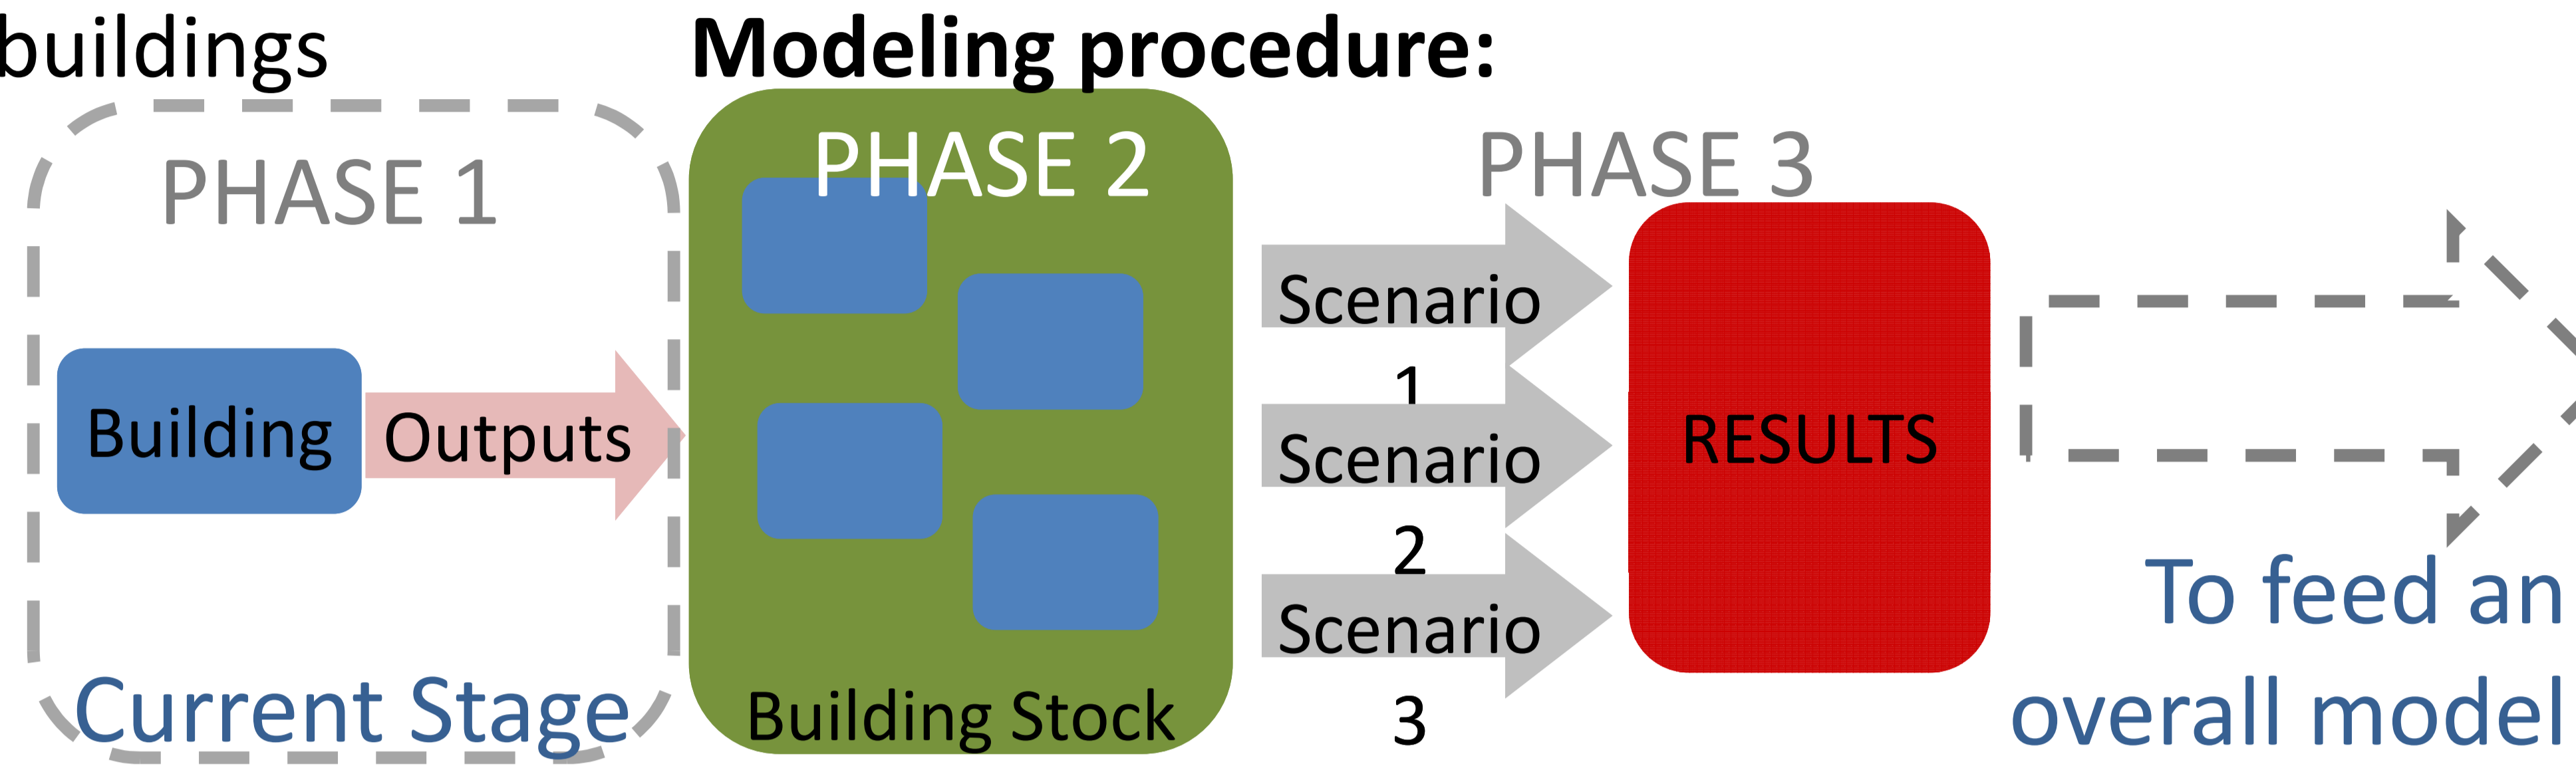 buildings
Modeling procedure:
PHASE 1
Building
Outputs
Current Stage
PHASE 2
Building Stock
PHASE 3
Scenario
1
Scenario
2
Scenario
3
RESULTS
To feed an
overall model